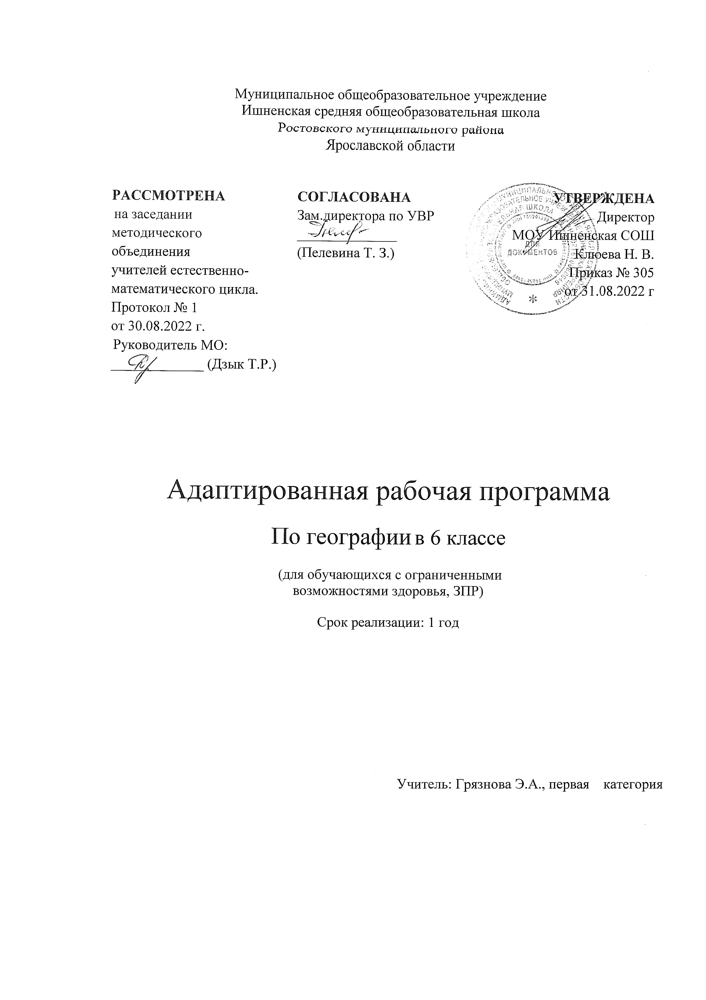 Муниципальное общеобразовательное учреждение
Ишненская средняя общеобразовательная школа
Ростовского муниципального района
Ярославской области
РАССМОТРЕНА
на заседании
методического
объединения
учителей естественно-
математического цикла.
Протокол № 1
от 30.08.2022 г.
Руководитель МО:
(Дзык Т.Р.)
СОГЛАСОВАНА
Зам.директора по УВР
(Пелевина Т. З.)
УТВЕРЖДЕНА
Директор
МОУ Ишненская СОШ
Клюева Н. В.
Приказ № 305
от 31.08.2022 г
ДЛЯ
ДОКУМЕНТОВ
Адаптированная рабочая программа
По географии в 6 классе
(для обучающихся с ограниченными
возможностями здоровья, ЗПР)
Срок реализации: 1 год
Учитель: Грязнова Э.А., первая категория